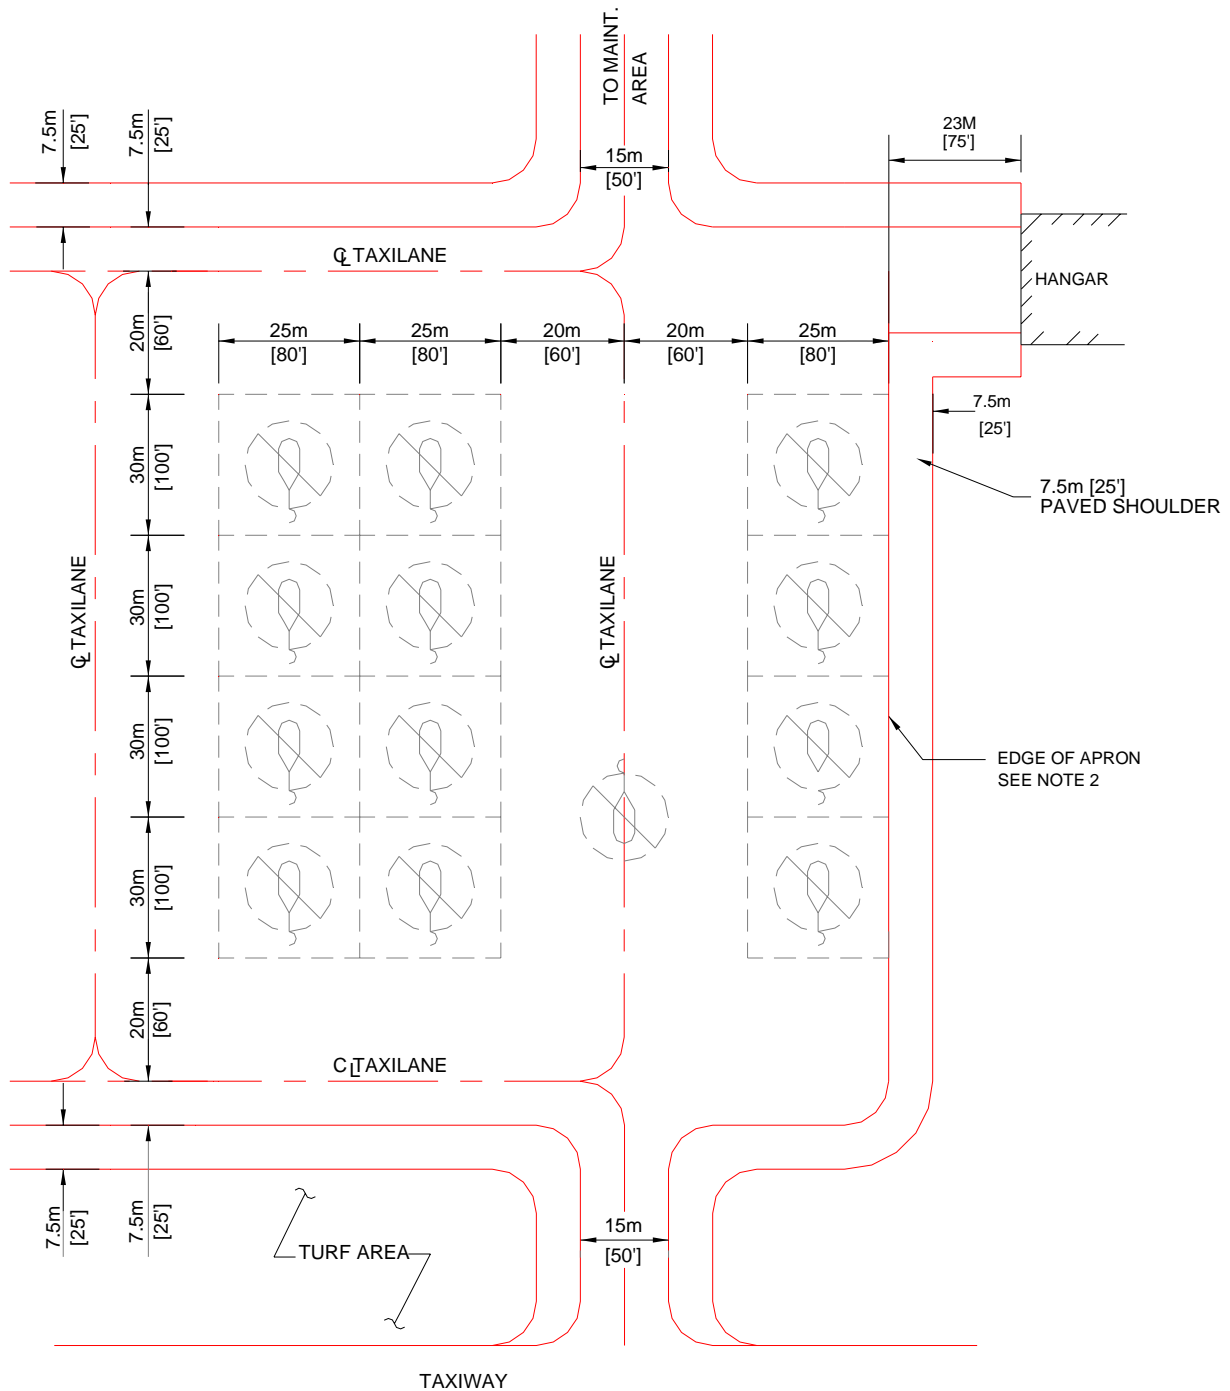 TO MAINT.
AREA
7.5m
[25']
7.5m
[25']
15m
[50']
23M
[75']
℄ TAXILANE
HANGAR
20m
[60']
25m
[80']
25m
[80']
20m
[60']
20m
[60']
25m
[80']
7.5m
[25']
30m
[100']
7.5m [25']
PAVED SHOULDER
℄ TAXILANE
30m
[100']
℄ TAXILANE
30m
[100']
EDGE OF APRON
SEE NOTE 2
30m
[100']
20m
[60']
℄ TAXILANE
7.5m
[25']
7.5m
[25']
15m
[50']
TURF AREA
TAXIWAY